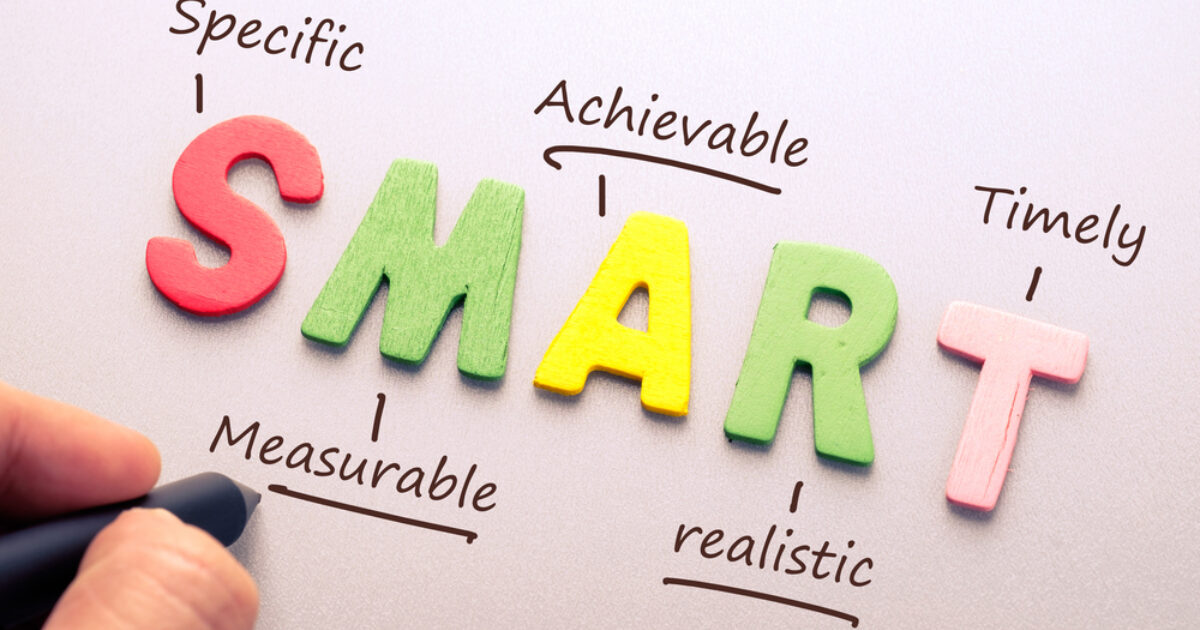 Specific
Achievable
Timely
SMART
Measurable
realistic